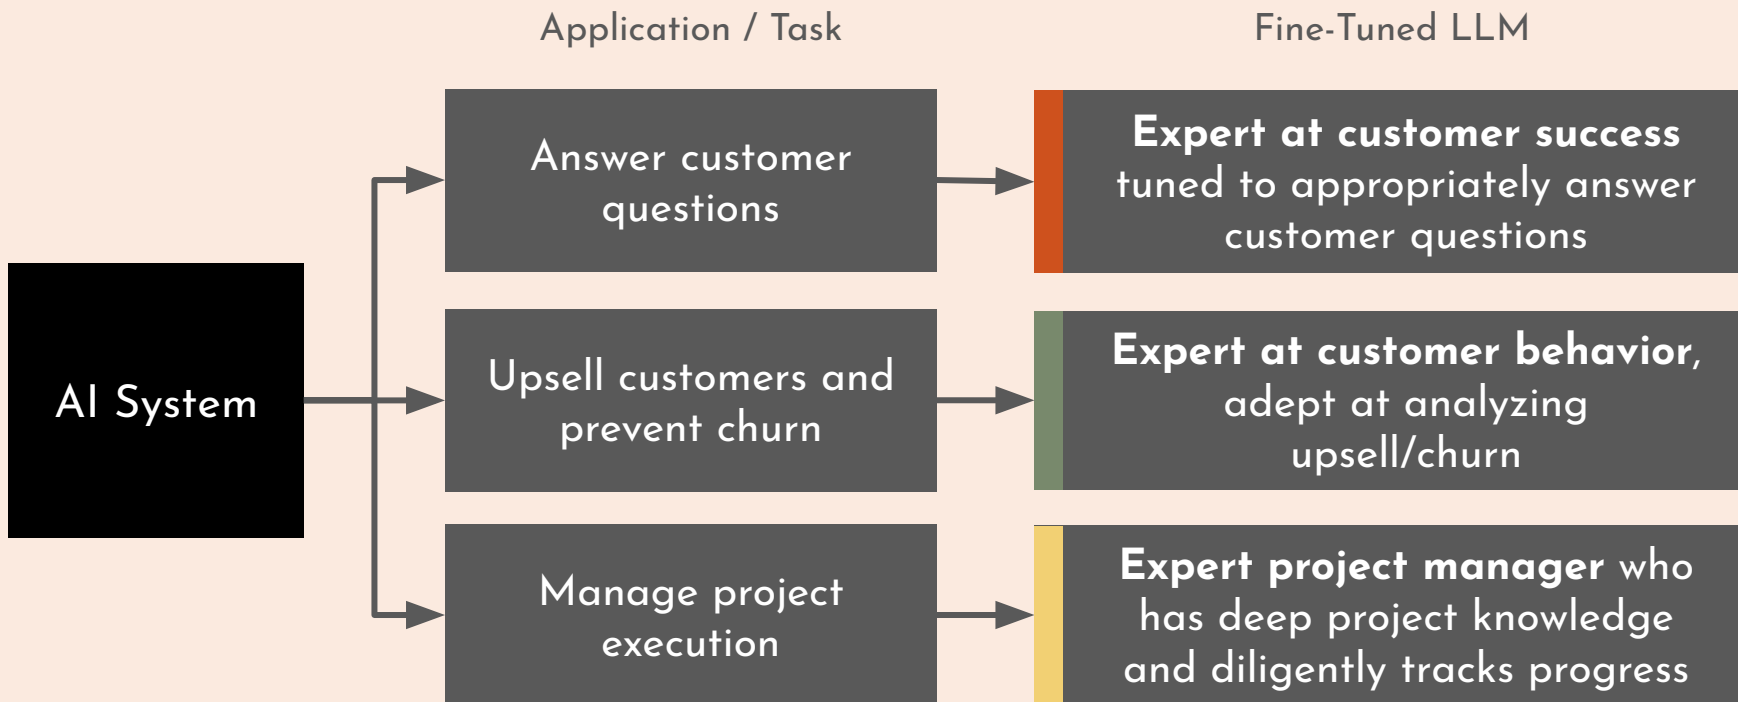 Application / Task
Fine-Tuned LLM
AI System
Answer customer
questions
Expert at customer success
tuned to appropriately answer
customer questions
Upsell customers and
prevent churn
Expert at customer behavior,
adept at analyzing
upsell/churn
Manage project
execution
Expert project manager who
has deep project knowledge
and diligently tracks progress